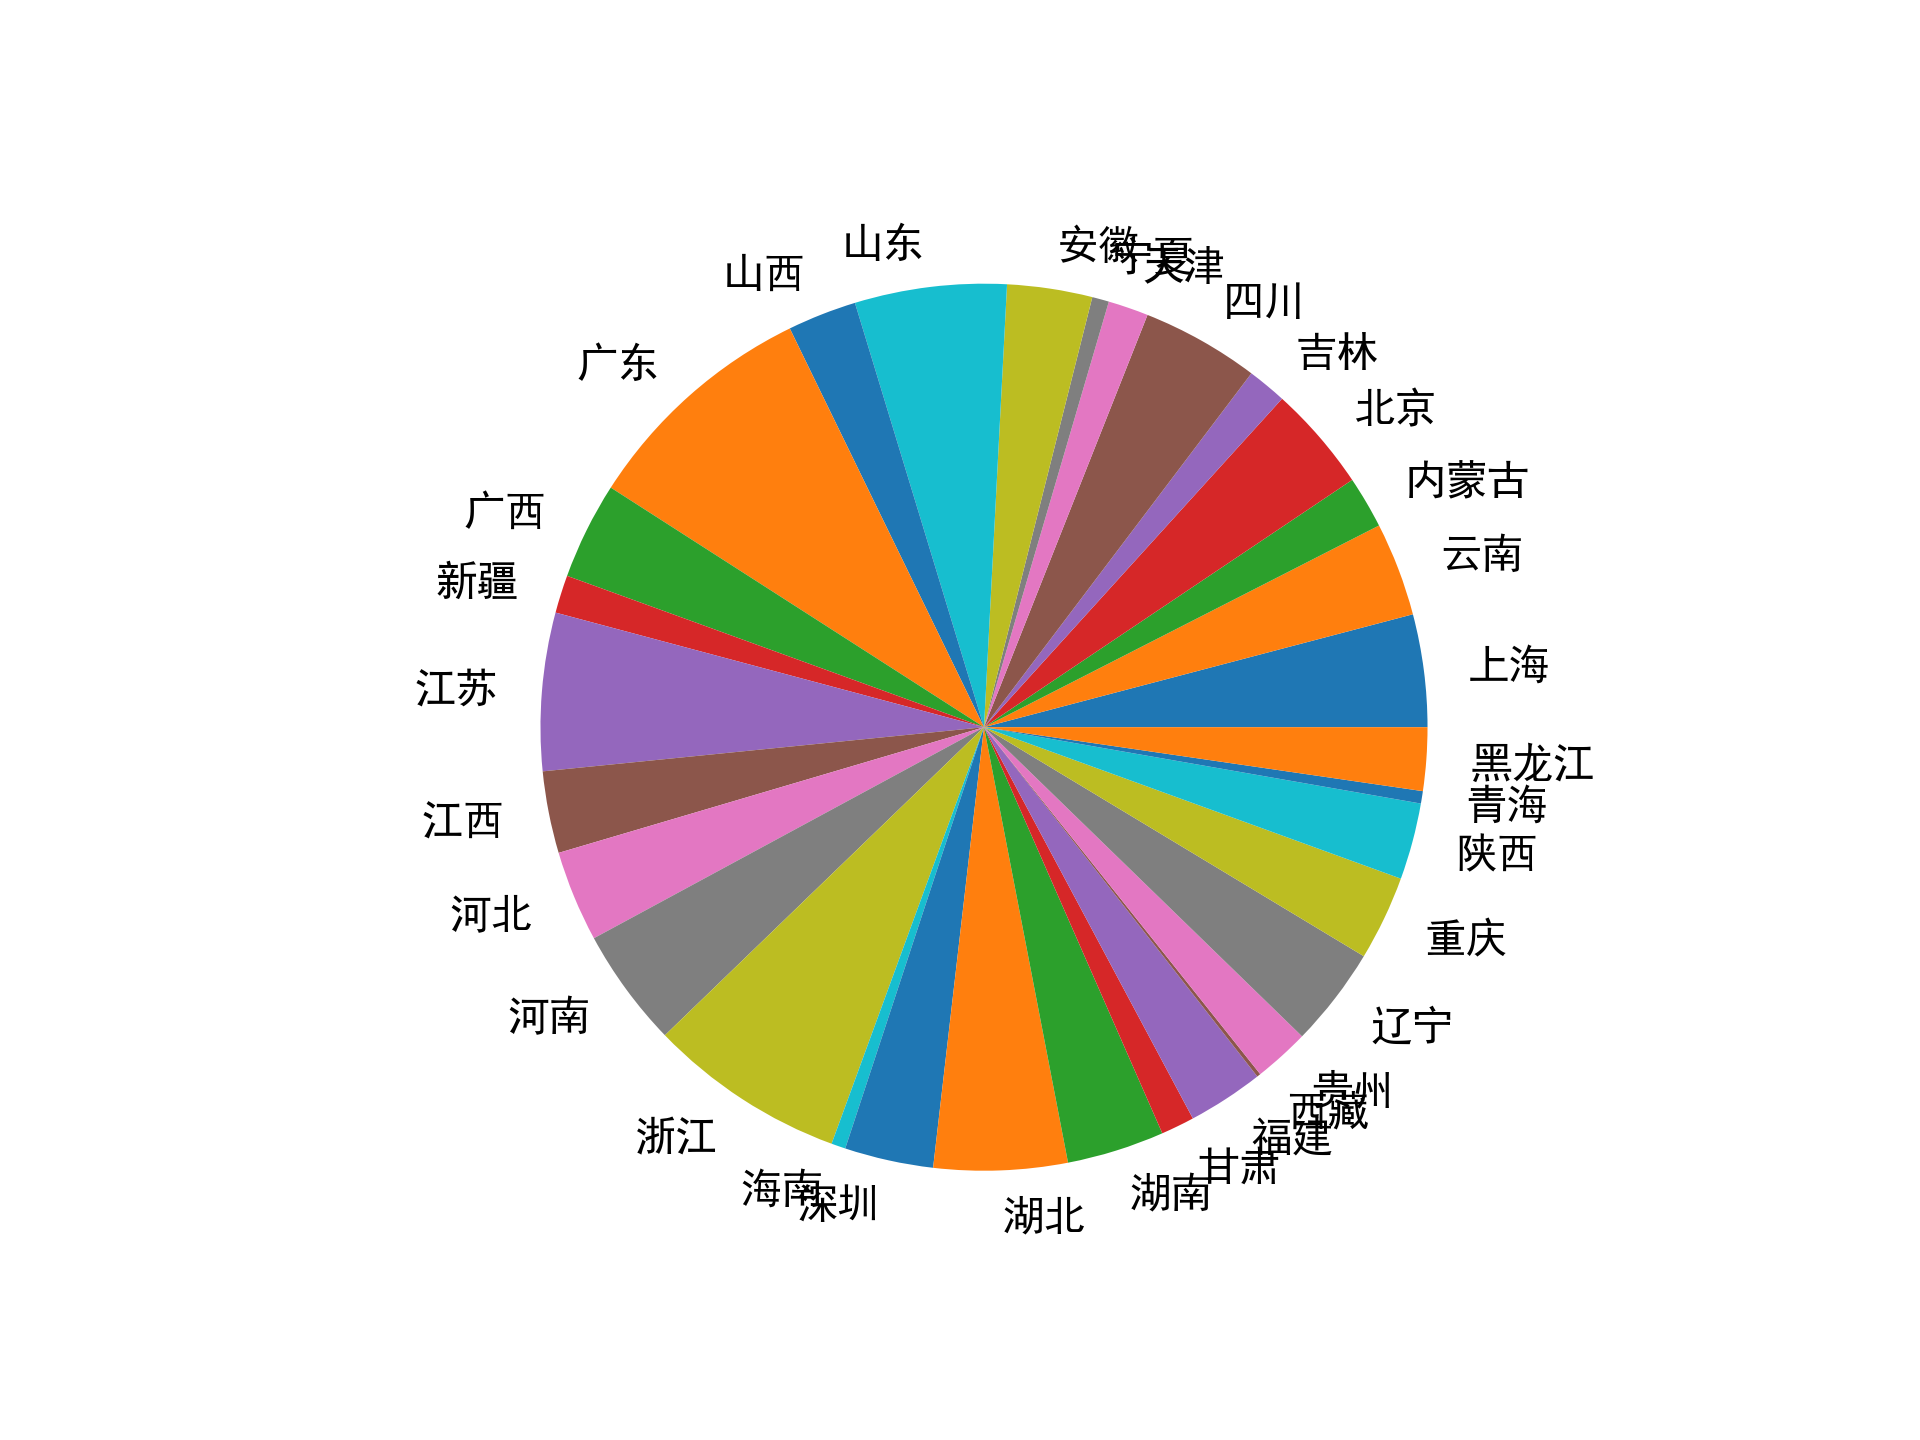 山东
安徽
宁夏
天津
山西
四川
吉林
广东
北京
内蒙古
广西
云南
新疆
上海
江苏
黑龙江
青海
江西
陕西
河北
重庆
河南
辽宁
贵州
西藏
浙江
福建
甘肃
海南
湖南
深圳
湖北